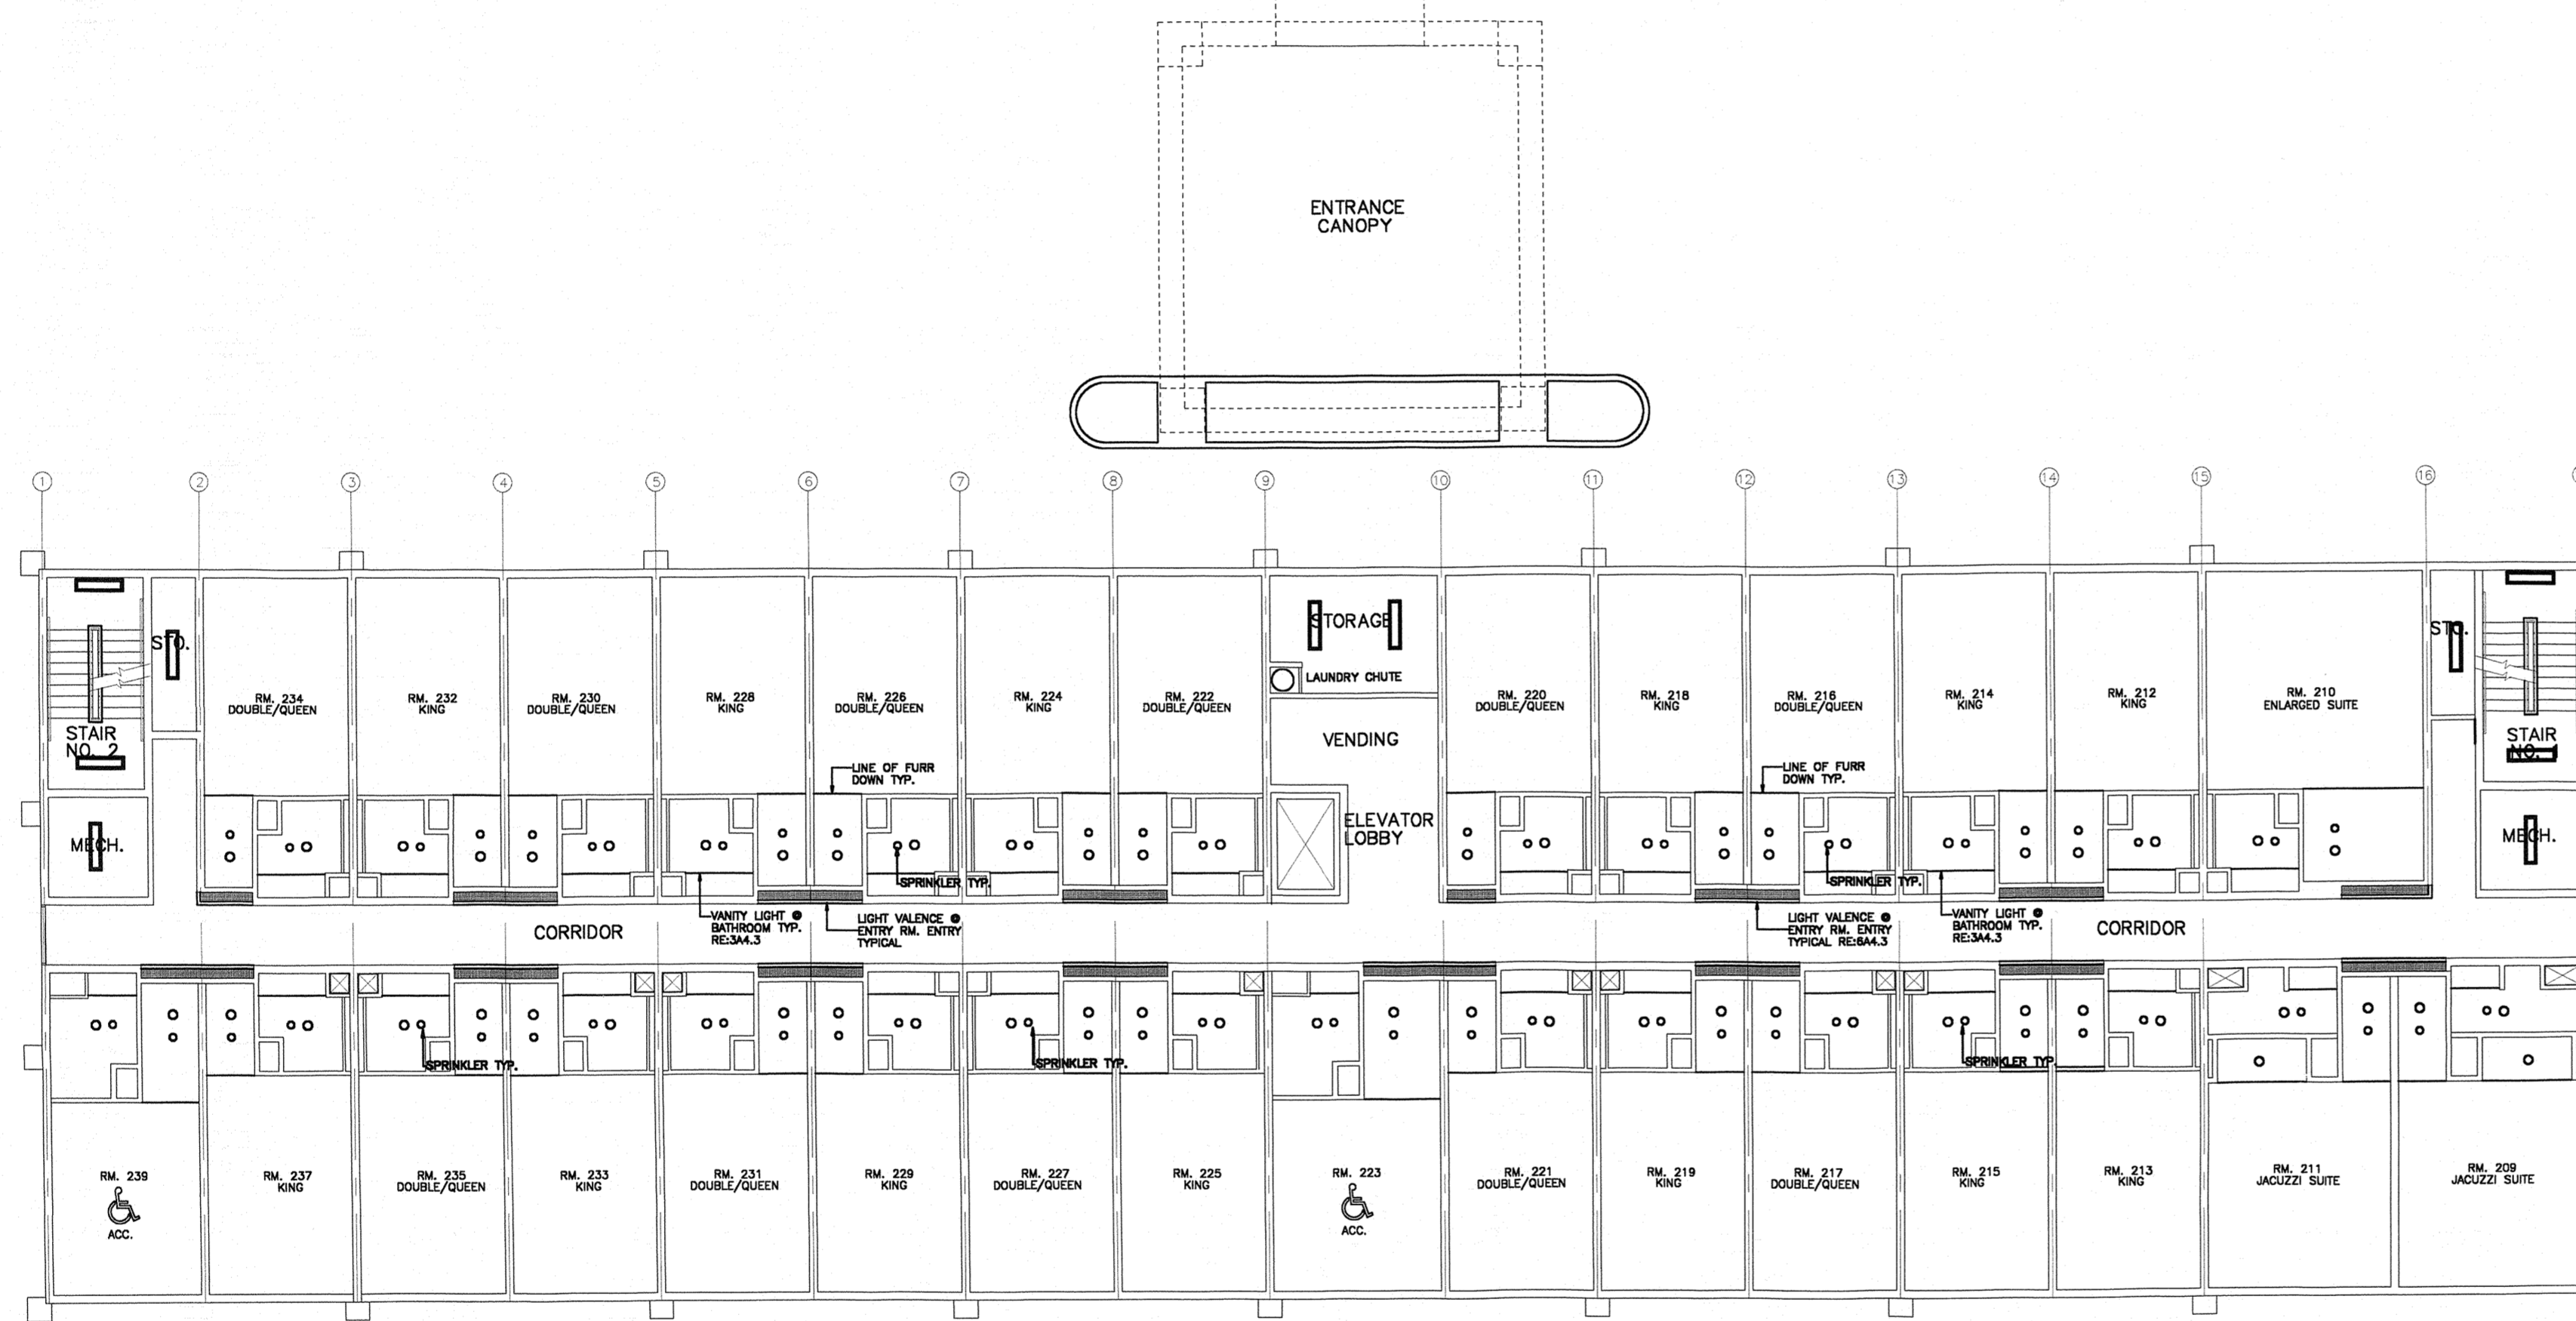 ENTRANCE
CANOPY
1
2
3
4
5
6
7
8
9
10
11
12
13
14
15
16
STO.
STAIR
NO. 2
MECH.
RM. 234
DOUBLE/QUEEN
RM. 232
KING
RM. 230
DOUBLE/QUEEN
RM. 228
KING
RM. 226
DOUBLE/QUEEN
RM. 224
KING
RM. 222
DOUBLE/QUEEN
STORAGE
LAUNDRY CHUTE
VENDING
ELEVATOR
LOBBY
RM. 220
DOUBLE/QUEEN
RM. 218
KING
RM. 216
DOUBLE/QUEEN
RM. 214
KING
RM. 212
KING
RM. 210
ENLARGED SUITE
STO.
STAIR
NO.
MECH.
LINE OF FURR
DOWN TYP.
LINE OF FURR
DOWN TYP.
SPRINKLER TYP.
SPRINKLER TYP.
CORRIDOR
VANITY LIGHT @
BATHROOM TYP.
RE:3A4.3
LIGHT VALENCE @
ENTRY RM. ENTRY
TYPICAL
LIGHT VALENCE @
ENTRY RM. ENTRY
TYPICAL RE:6A4.3
VANITY LIGHT @
BATHROOM TYP.
RE:3A4.3
CORRIDOR
SPRINKLER TYP.
SPRINKLER TYP.
SPRINKLER TYP.
RM. 239
ACC.
RM. 237
KING
RM. 235
DOUBLE/QUEEN
RM. 233
KING
RM. 231
DOUBLE/QUEEN
RM. 229
KING
RM. 227
DOUBLE/QUEEN
RM. 225
KING
RM. 223
ACC.
RM. 221
DOUBLE/QUEEN
RM. 219
KING
RM. 217
DOUBLE/QUEEN
RM. 215
KING
RM. 213
KING
RM. 211
JACUZZI SUITE
RM. 209
JACUZZI SUITE